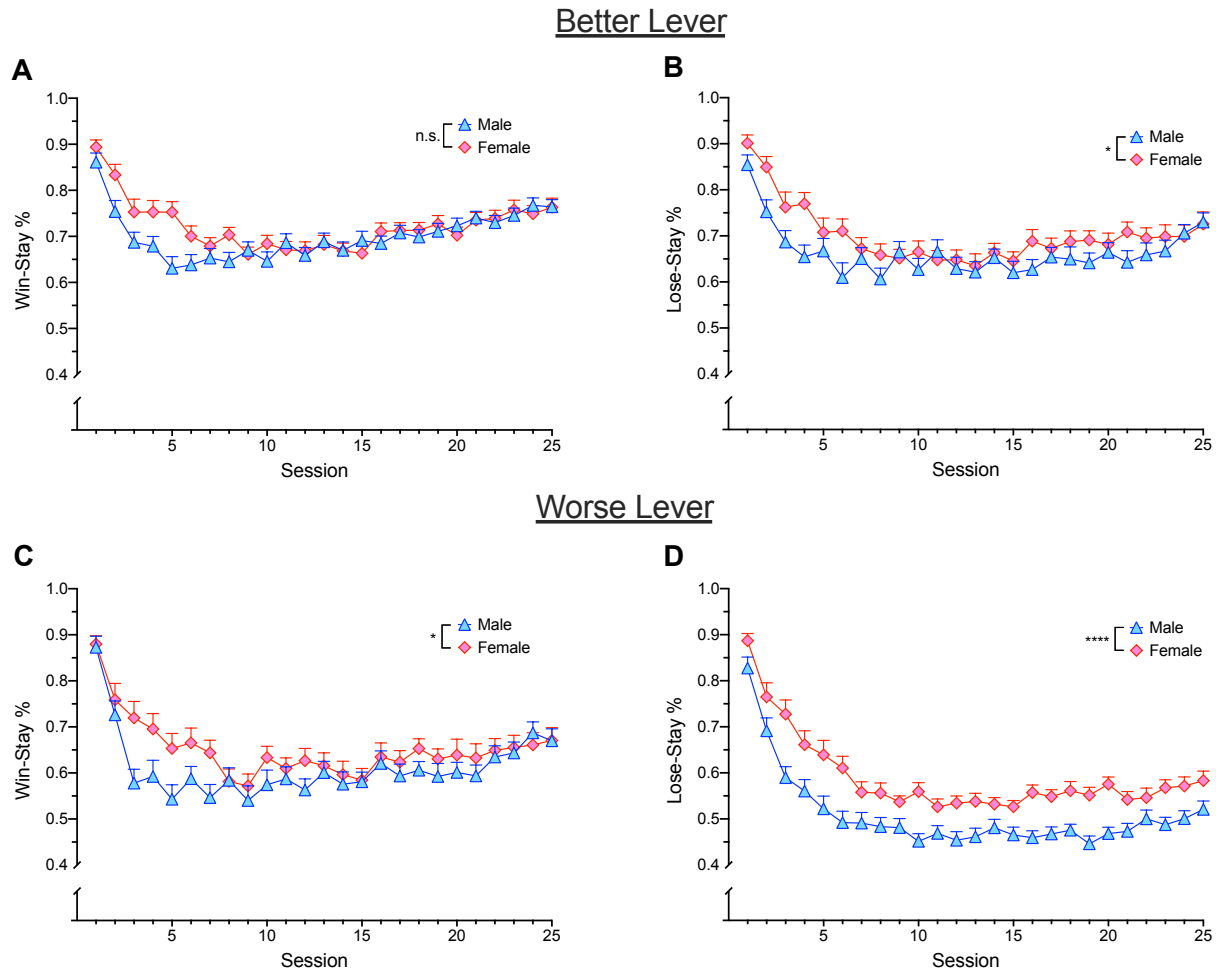 Better Lever
A
Win-Stay %
1.0
0.9
0.8
0.7
0.6
0.5
0.4
n.s.
Male
Female
5
10
15
20
25
Session
B
Lose-Stay %
1.0
0.9
0.8
0.7
0.6
0.5
0.4
*
Male
Female
5
10
15
20
25
Session
Worse Lever
C
Win-Stay %
1.0
0.9
0.8
0.7
0.6
0.5
0.4
*
Male
Female
5
10
15
20
25
Session
D
Lose-Stay %
1.0
0.9
0.8
0.7
0.6
0.5
0.4
****
Male
Female
5
10
15
20
25
Session